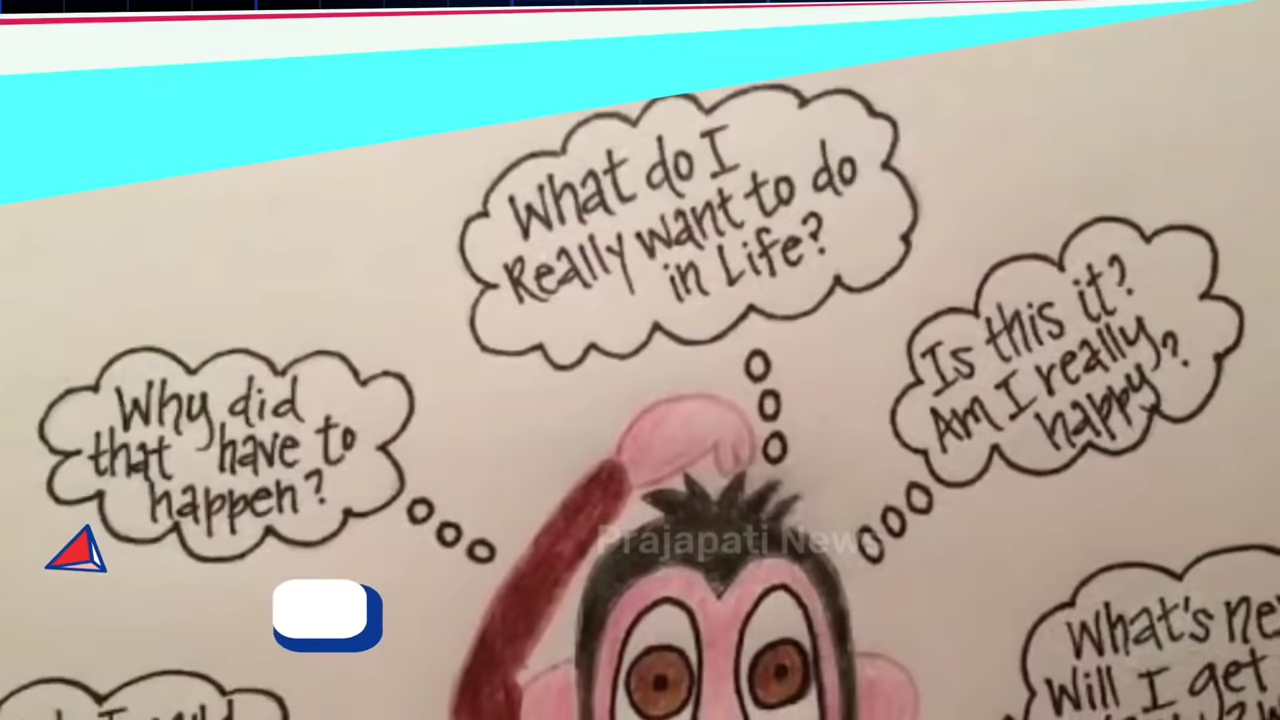 What do I
Really want to do
in Life?
Is this it?
Am I really
happy?
Why did
that have to
happen?
Prajapati News
What's
Will I get